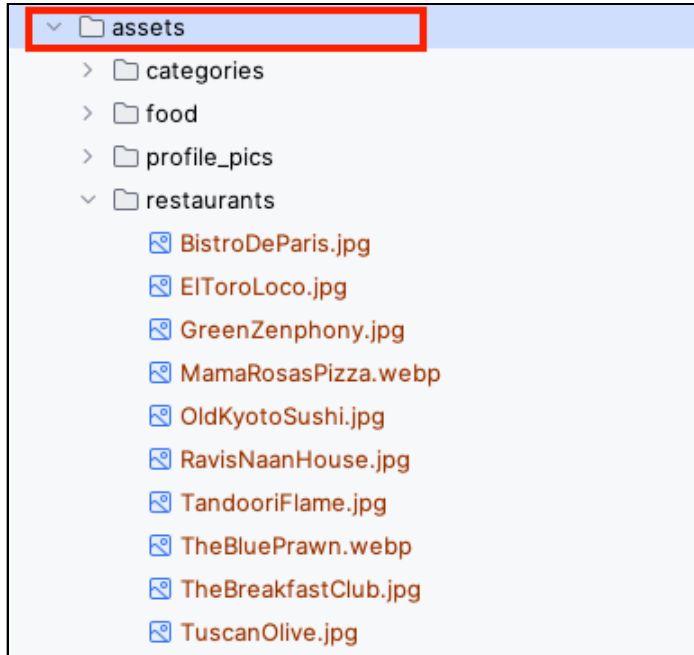 assets
categories
food
profile_pics
restaurants
BistroDeParis.jpg
ElToroLoco.jpg
GreenZenphony.jpg
MamaRosasPizza.webp
OldKyotoSushi.jpg
RavisNaanHouse.jpg
TandooriFlame.jpg
TheBluePrawn.webp
TheBreakfastClub.jpg
TuscanOlive.jpg